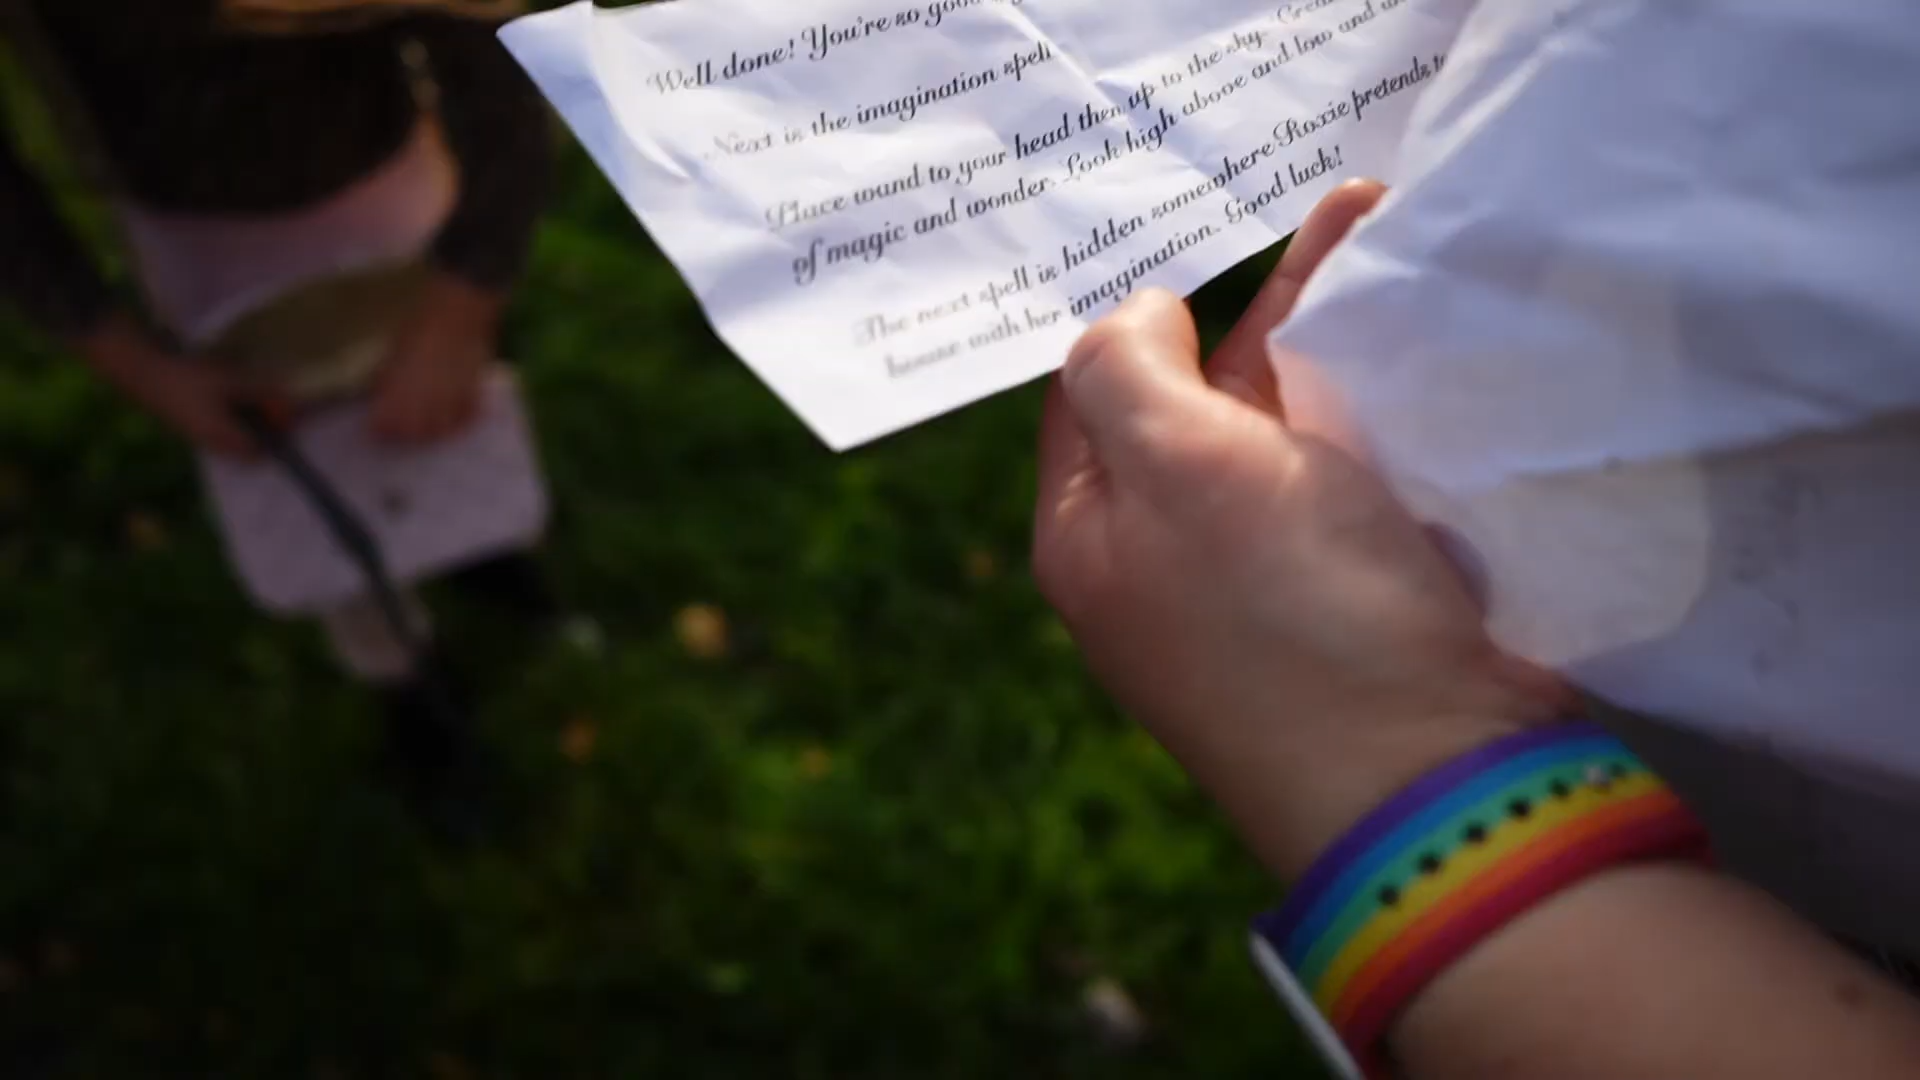 Well done! You're so good
Next is the imagination spell
Place wand to your head then up to the sky.
of magic and wonder. Look high above and low and
The next spell is hidden somewhere Roxie pretends to
house with her imagination. Good luck!